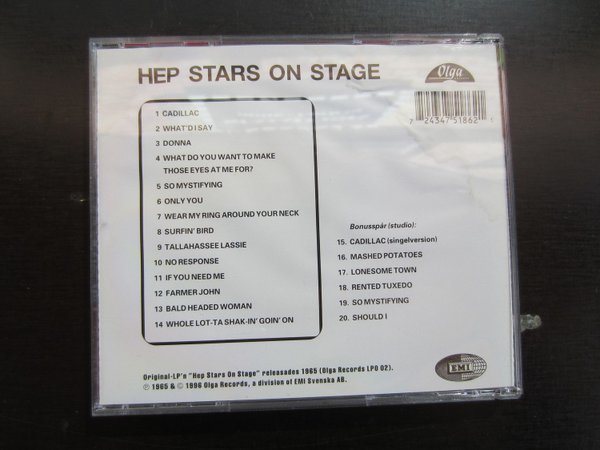 HEP STARS ON STAGE
Olga
7 24347 51862
1 CADILLAC
2 WHAT'D I SAY
3 DONNA
4 WHAT DO YOU WANT TO MAKE
THOSE EYES AT ME FOR?
5 SO MYSTIFYING
6 ONLY YOU
7 WEAR MY RING AROUND YOUR NECK
8 SURFIN' BIRD
9 TALLAHASSEE LASSIE
10 NO RESPONSE
11 IF YOU NEED ME
12 FARMER JOHN
13 BALD HEADED WOMAN
14 WHOLE LOT-TA SHAK-IN' GOIN' ON
Bonusspår (studio):
15. CADILLAC (singelversion)
16. MASHED POTATOES
17. LONESOME TOWN
18. RENTED TUXEDO
19. SO MYSTIFYING
20. SHOULD I
Original-LP'n "Hep Stars On Stage" releasades 1965 (Olga Records LPO 02).
℗ 1965 & © 1996 Olga Records, a division of EMI Svenska AB.
EMI